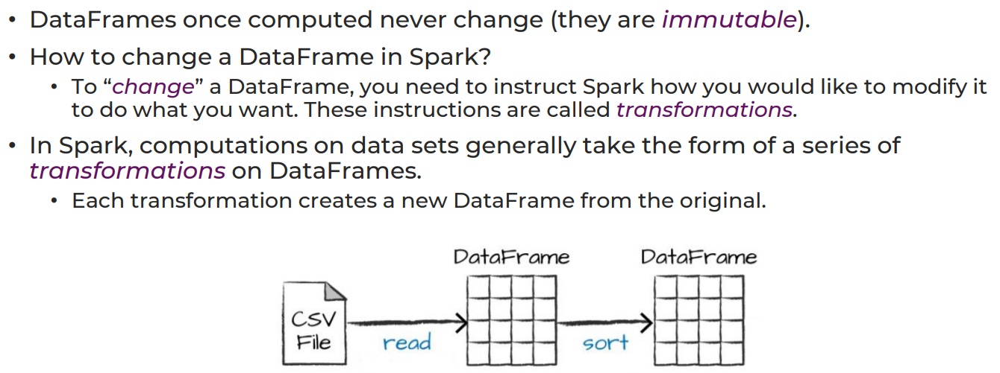 • DataFrames once computed never change (they are immutable).
• How to change a DataFrame in Spark?
• To “change” a DataFrame, you need to instruct Spark how you would like to modify it
to do what you want. These instructions are called transformations.
• In Spark, computations on data sets generally take the form of a series of
transformations on DataFrames.
• Each transformation creates a new DataFrame from the original.
DataFrame
DataFrame
CSV
File
read
sort